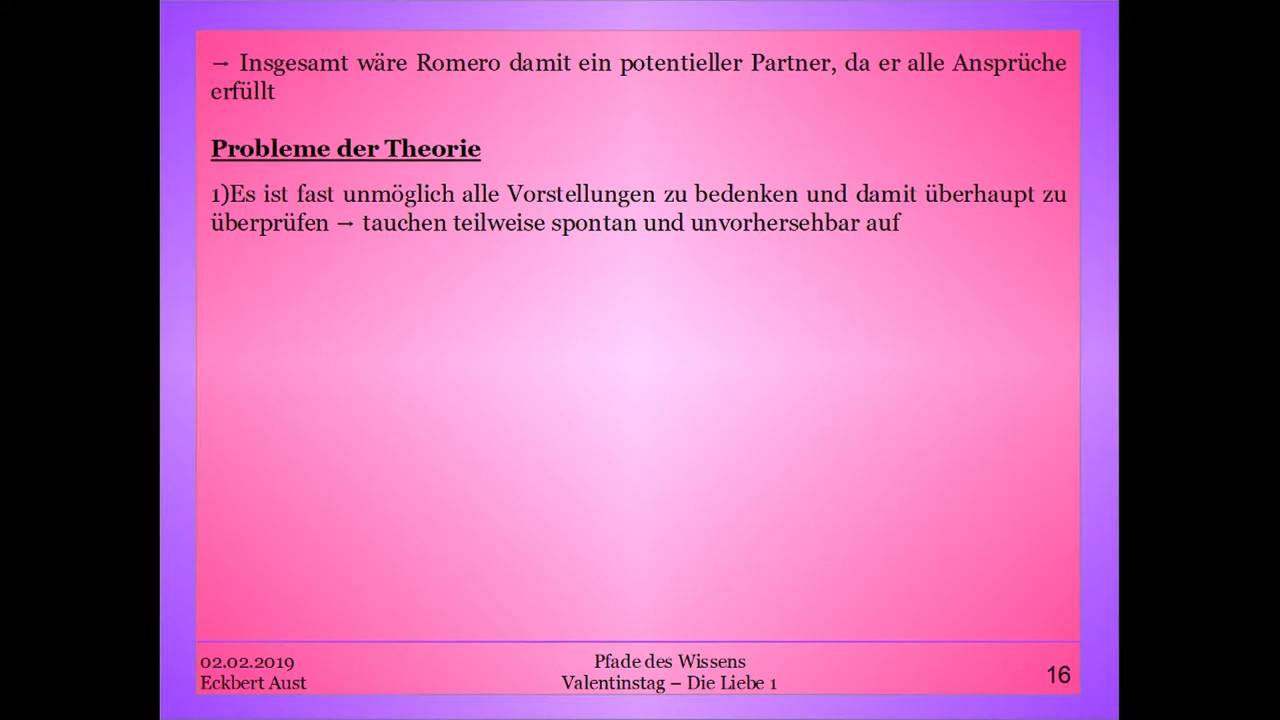 → Insgesamt wäre Romero damit ein potentieller Partner, da er alle Ansprüche
erfüllt
Probleme der Theorie
1)Es ist fast unmöglich alle Vorstellungen zu bedenken und damit überhaupt zu
überprüfen → tauchen teilweise spontan und unvorhersehbar auf
02.02.2019
Eckbert Aust
Pfade des Wissens
Valentinstag – Die Liebe 1
16